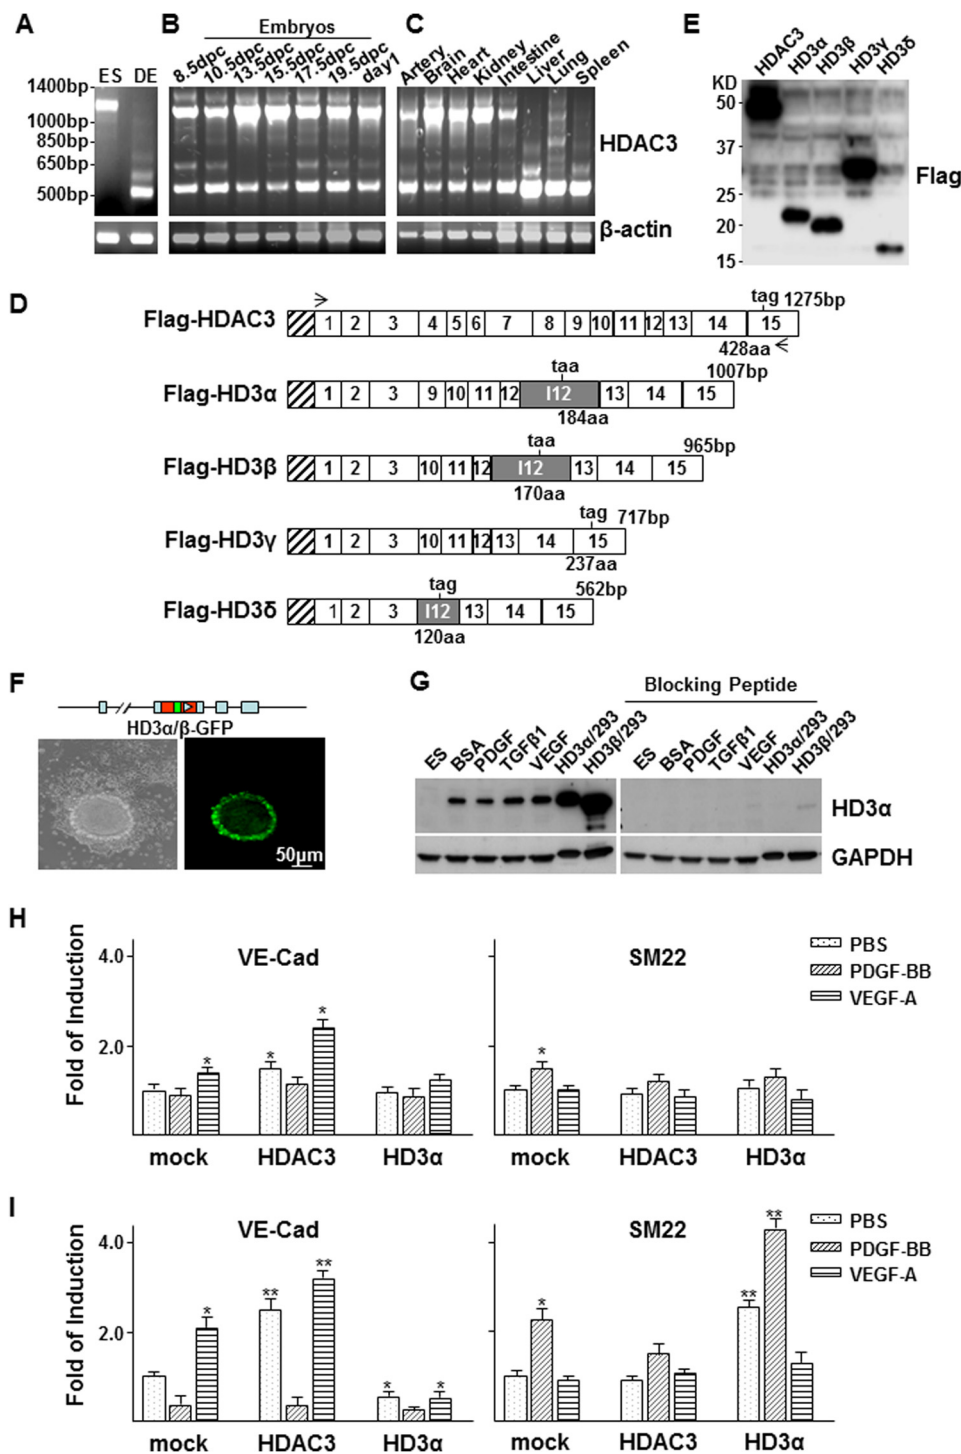 A
ES DE
1400bp
1000bp
850bp
650bp
500bp
B
Embryos
8.5dpc
10.5dpc
13.5dpc
15.5dpc
17.5dpc
19.5dpc
day1
C
Artery
Brain
Heart
Kidney
Intestine
Liver
Lung
Spleen
HDAC3
β-actin
E
HDAC3
HD3α
HD3β
HD3γ
HD3δ
KD
50
37
25
20
15
Flag
D
Flag-HDAC3
1 2 3 4 5 6 7 8 9 10 11 12 13 14 15
tag
1275bp
428aa
Flag-HD3α
1 2 3 9 10 11 12 I12 13 14 15
taa
1007bp
184aa
Flag-HD3β
1 2 3 10 11 12 I12 13 14 15
taa
965bp
170aa
Flag-HD3γ
1 2 3 10 11 12 13 14 15
tag
717bp
237aa
Flag-HD3δ
1 2 3 I12 13 14 15
tag
562bp
120aa
F
HD3α/β-GFP
50μm
G
Blocking Peptide
ES
BSA
PDGF
TGFβ1
VEGF
HD3α/293
HD3β/293
ES
BSA
PDGF
TGFβ1
VEGF
HD3α/293
HD3β/293
HD3α
GAPDH
H
Fold of Induction
4.0
2.0
VE-Cad
* * *
mock HDAC3 HD3α
SM22
*
mock HDAC3 HD3α
PBS
PDGF-BB
VEGF-A
I
Fold of Induction
4.0
2.0
VE-Cad
* ** ** * *
mock HDAC3 HD3α
SM22
* ** **
mock HDAC3 HD3α
PBS
PDGF-BB
VEGF-A